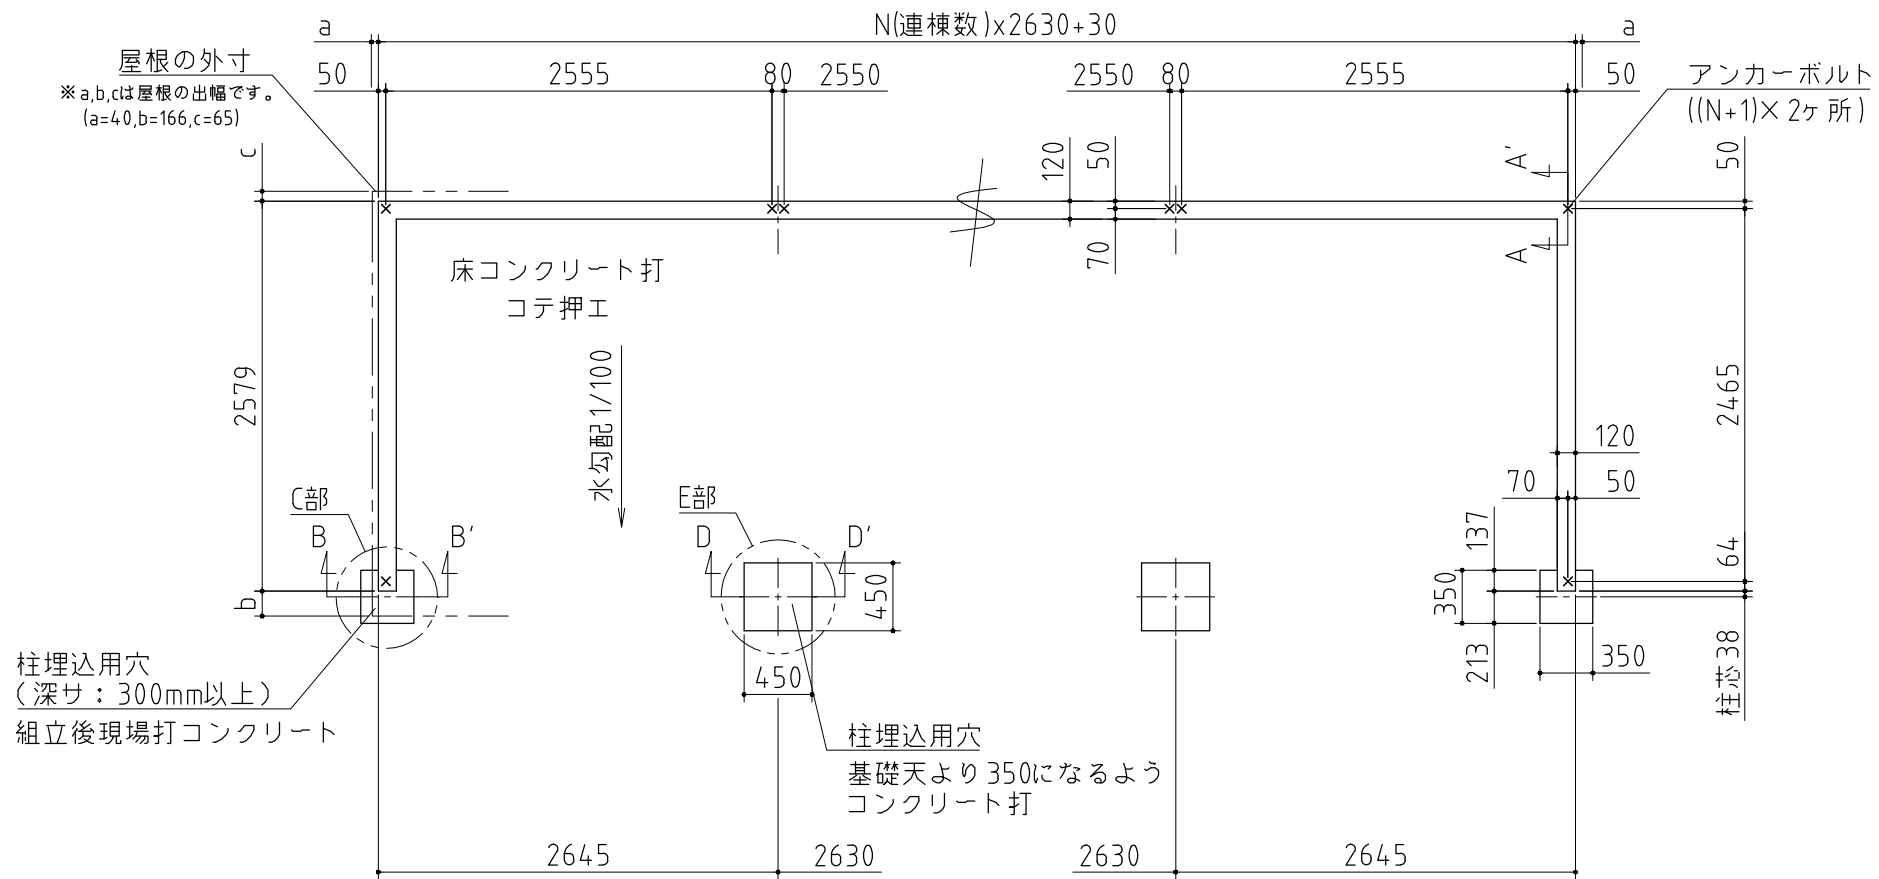 a
N(連棟数)x2630+30
a
屋根の外寸
※a,b,cは屋根の出幅です。
(a=40,b=166,c=65)
50
2555
80
2550
2550
80
2555
50
アンカーボルト
((N+1)×2ヶ所)
c
120
50
70
A'
A
50
床コンクリート打
コテ押エ
2579
水勾配1/100
2465
120
70
50
C部
B
B'
E部
D
D'
450
450
137
350
213
350
64
柱芯38
b
柱埋込用穴
(深サ：300mm以上)
組立後現場打コンクリート
柱埋込用穴
基礎天より350になるよう
コンクリート打
2645
2630
2630
2645